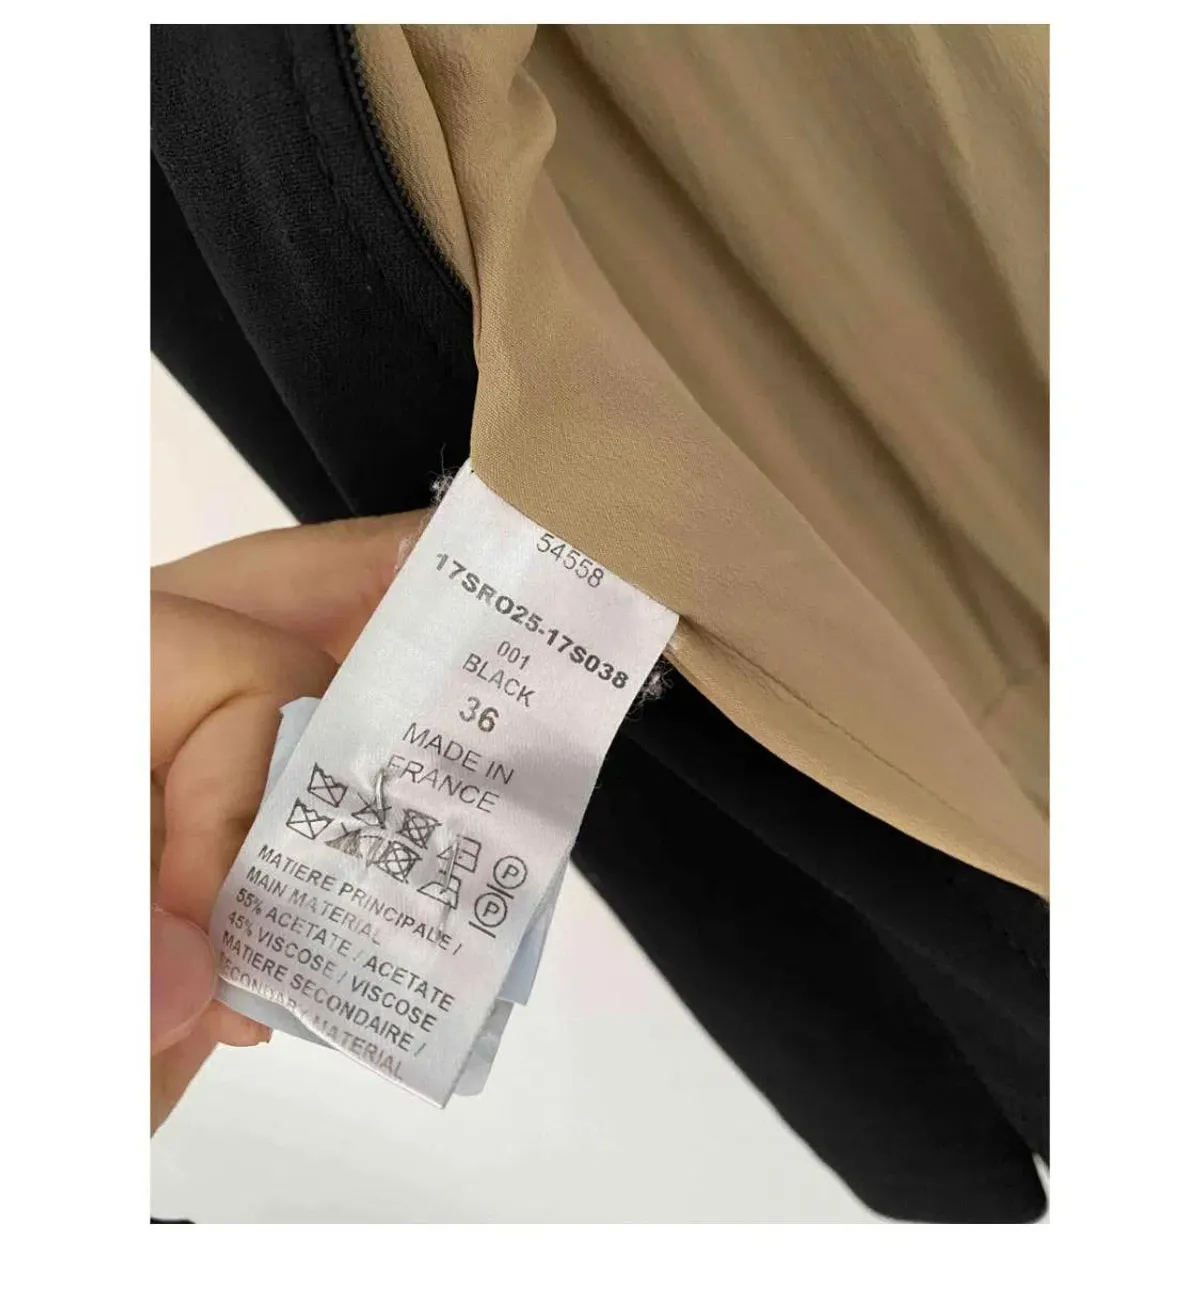 54558
17SRO25-17S038
001
BLACK
36
MADE IN
FRANCE
P
P
MATIERE PRINCIPALE /
MAIN MATERIAL
55% ACETATE / ACETATE
45% VISCOSE / VISCOSE
MATIERE SECONDAIRE /
SECONDARY MATERIAL